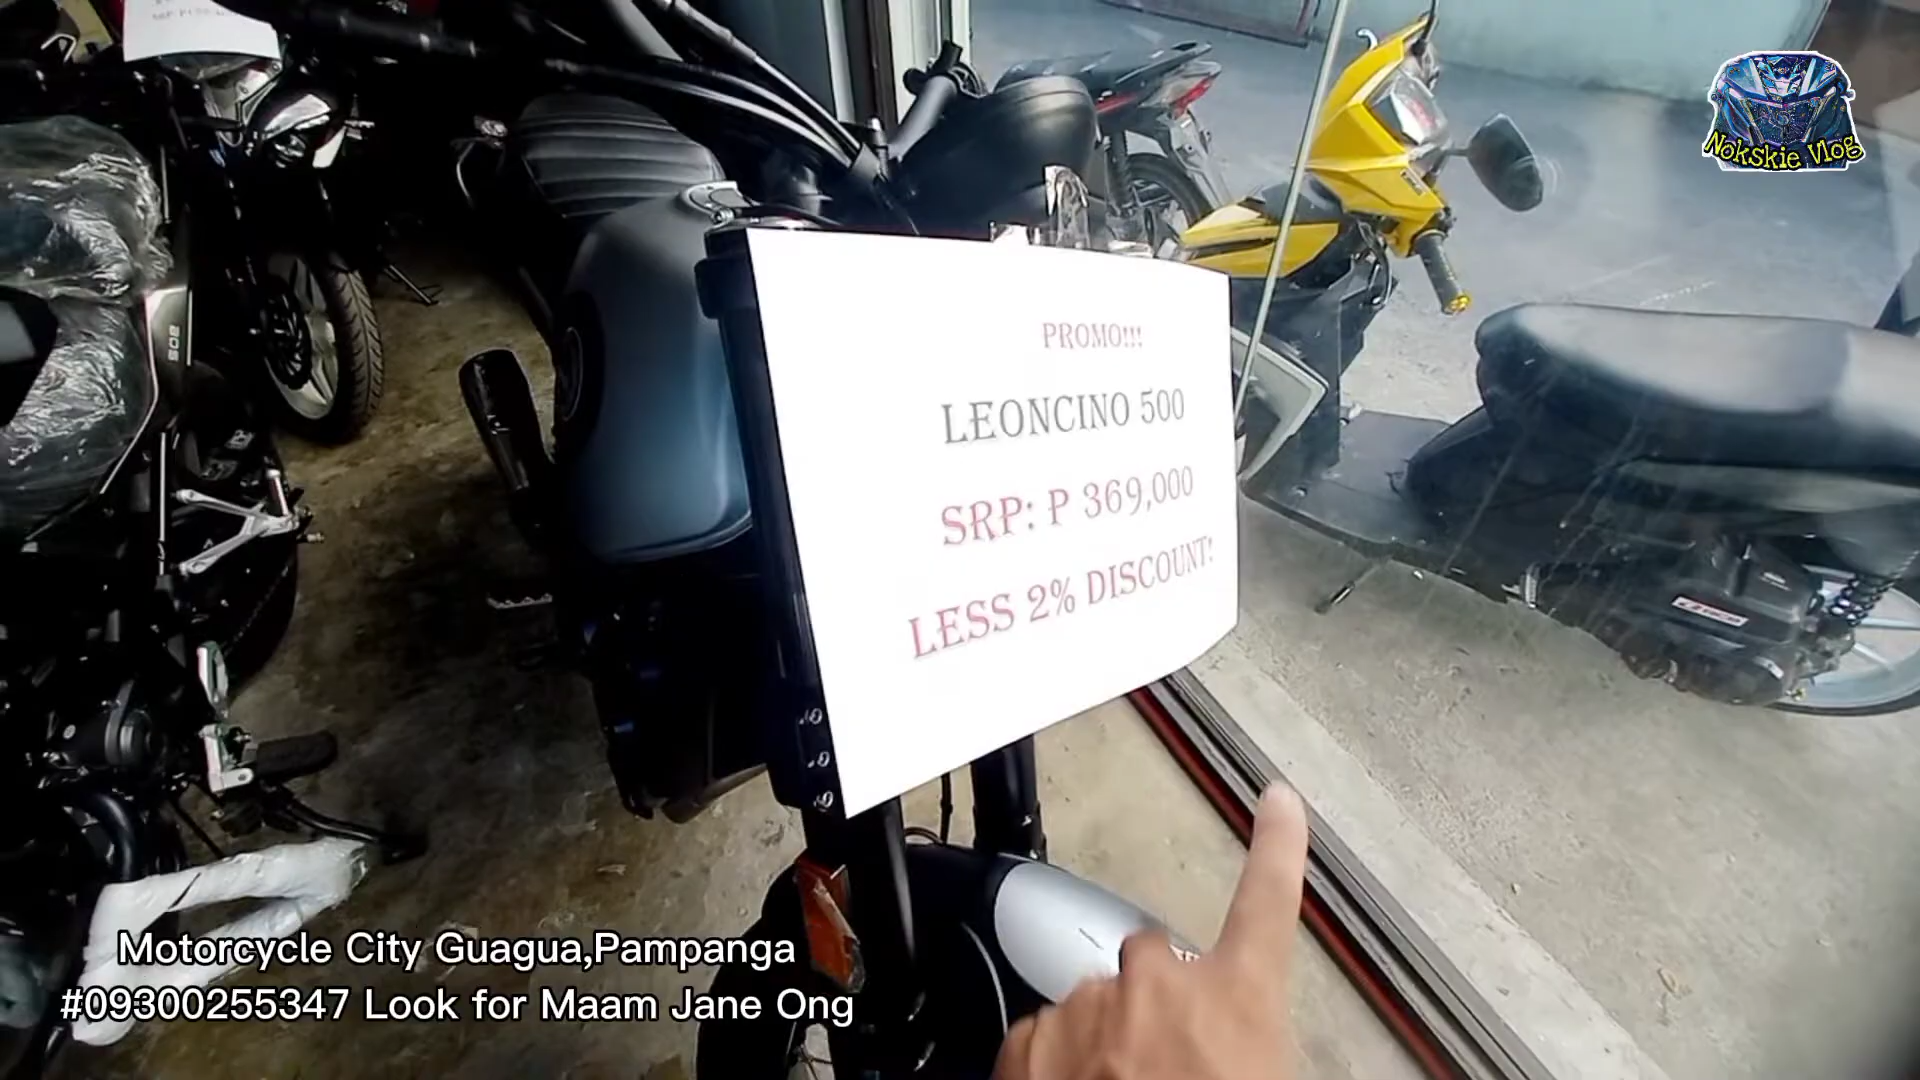 Nokskie Vlog
PROMO!!!
LEONCINO 500
SRP: P 369,000
LESS 2% DISCOUNT!
502
Motorcycle City Guagua,Pampanga
#09300255347 Look for Maam Jane Ong